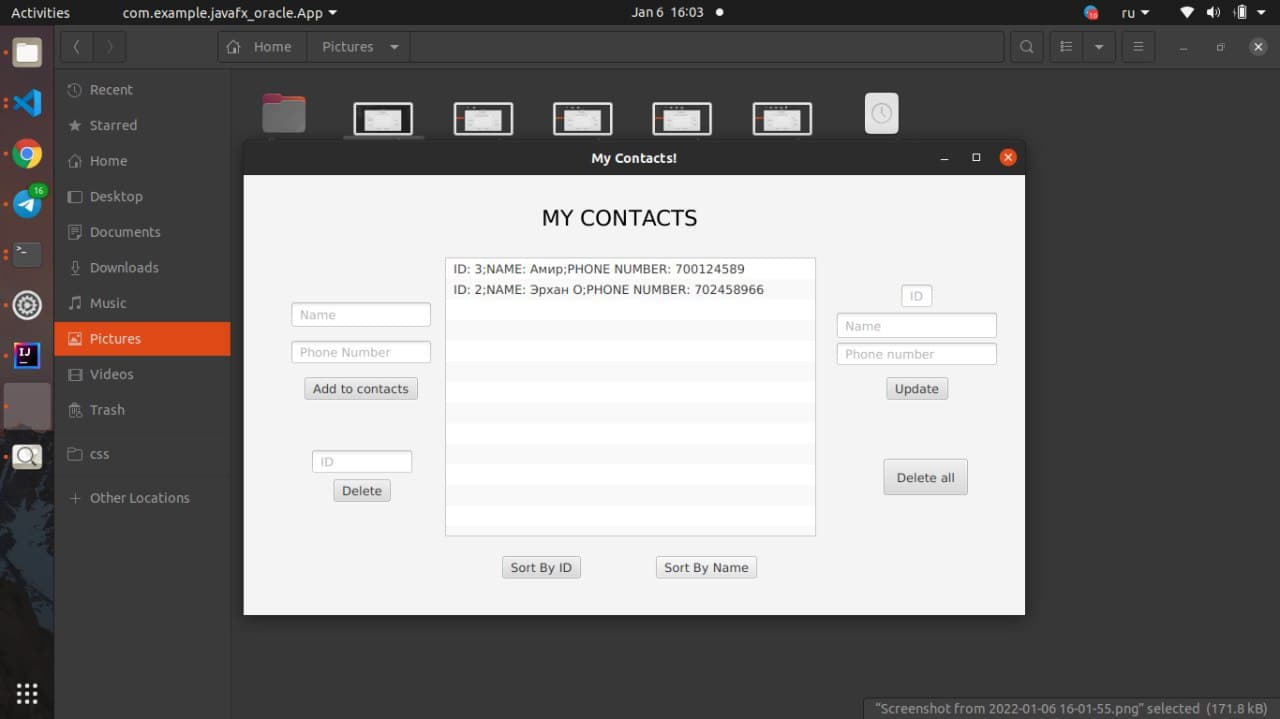 Activities com.example.javafx_oracle.App Jan 6 16:03 ru
Home Pictures
Recent
Starred
Home
Desktop
Documents
Downloads
Music
Pictures
Videos
Trash
css
Other Locations
16
IJ
My Contacts!
MY CONTACTS
ID: 3;NAME: Амир;PHONE NUMBER: 700124589
ID: 2;NAME: Эрхан О;PHONE NUMBER: 702458966
Name
Phone Number
Add to contacts
ID
Delete
ID
Name
Phone number
Update
Delete all
Sort By ID Sort By Name
"Screenshot from 2022-01-06 16-01-55.png" selected (171.8 kB)